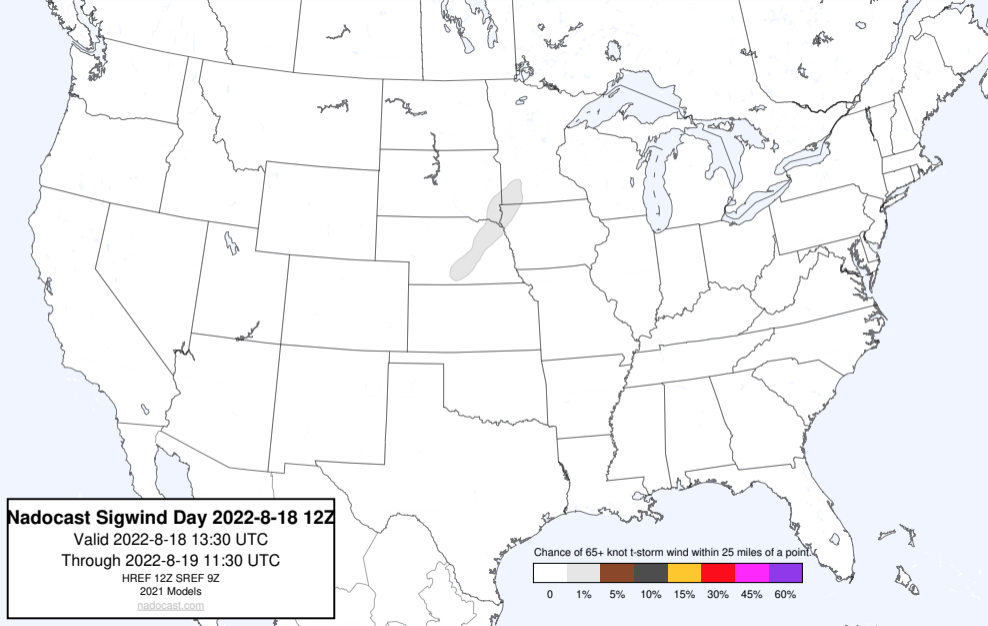 Nadocast Sigwind Day 2022-8-18 12Z
Valid 2022-8-18 13:30 UTC
Through 2022-8-19 11:30 UTC
HREF 12Z SREF 9Z
2021 Models
nadocast.com
Chance of 65+ knot t-storm wind within 25 miles of a point.
0 1% 5% 10% 15% 30% 45% 60%